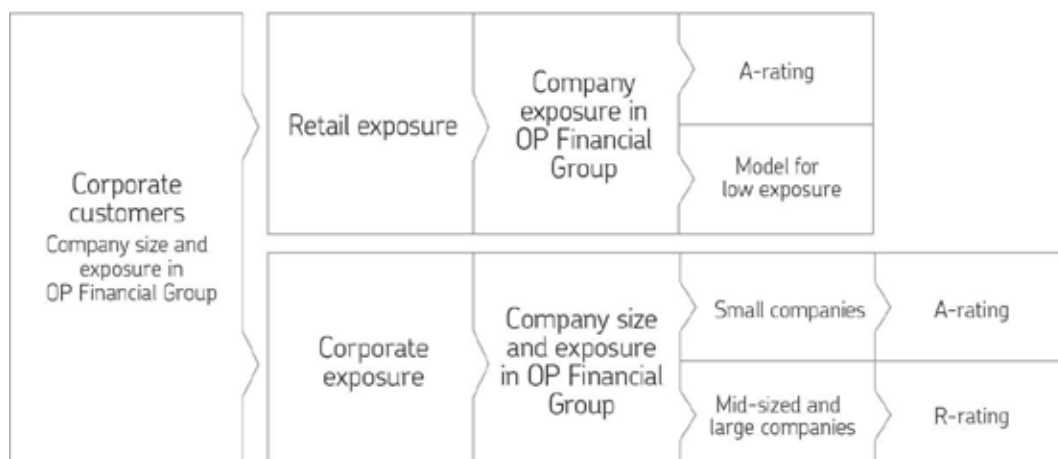 Corporate
customers
Company size and
exposure in
OP Financial Group
Retail exposure
Company
exposure in
OP Financial
Group
A-rating
Model for
low exposure
Corporate
exposure
Company size
and exposure
in OP Financial
Group
Small companies
A-rating
Mid-sized and
large companies
R-rating